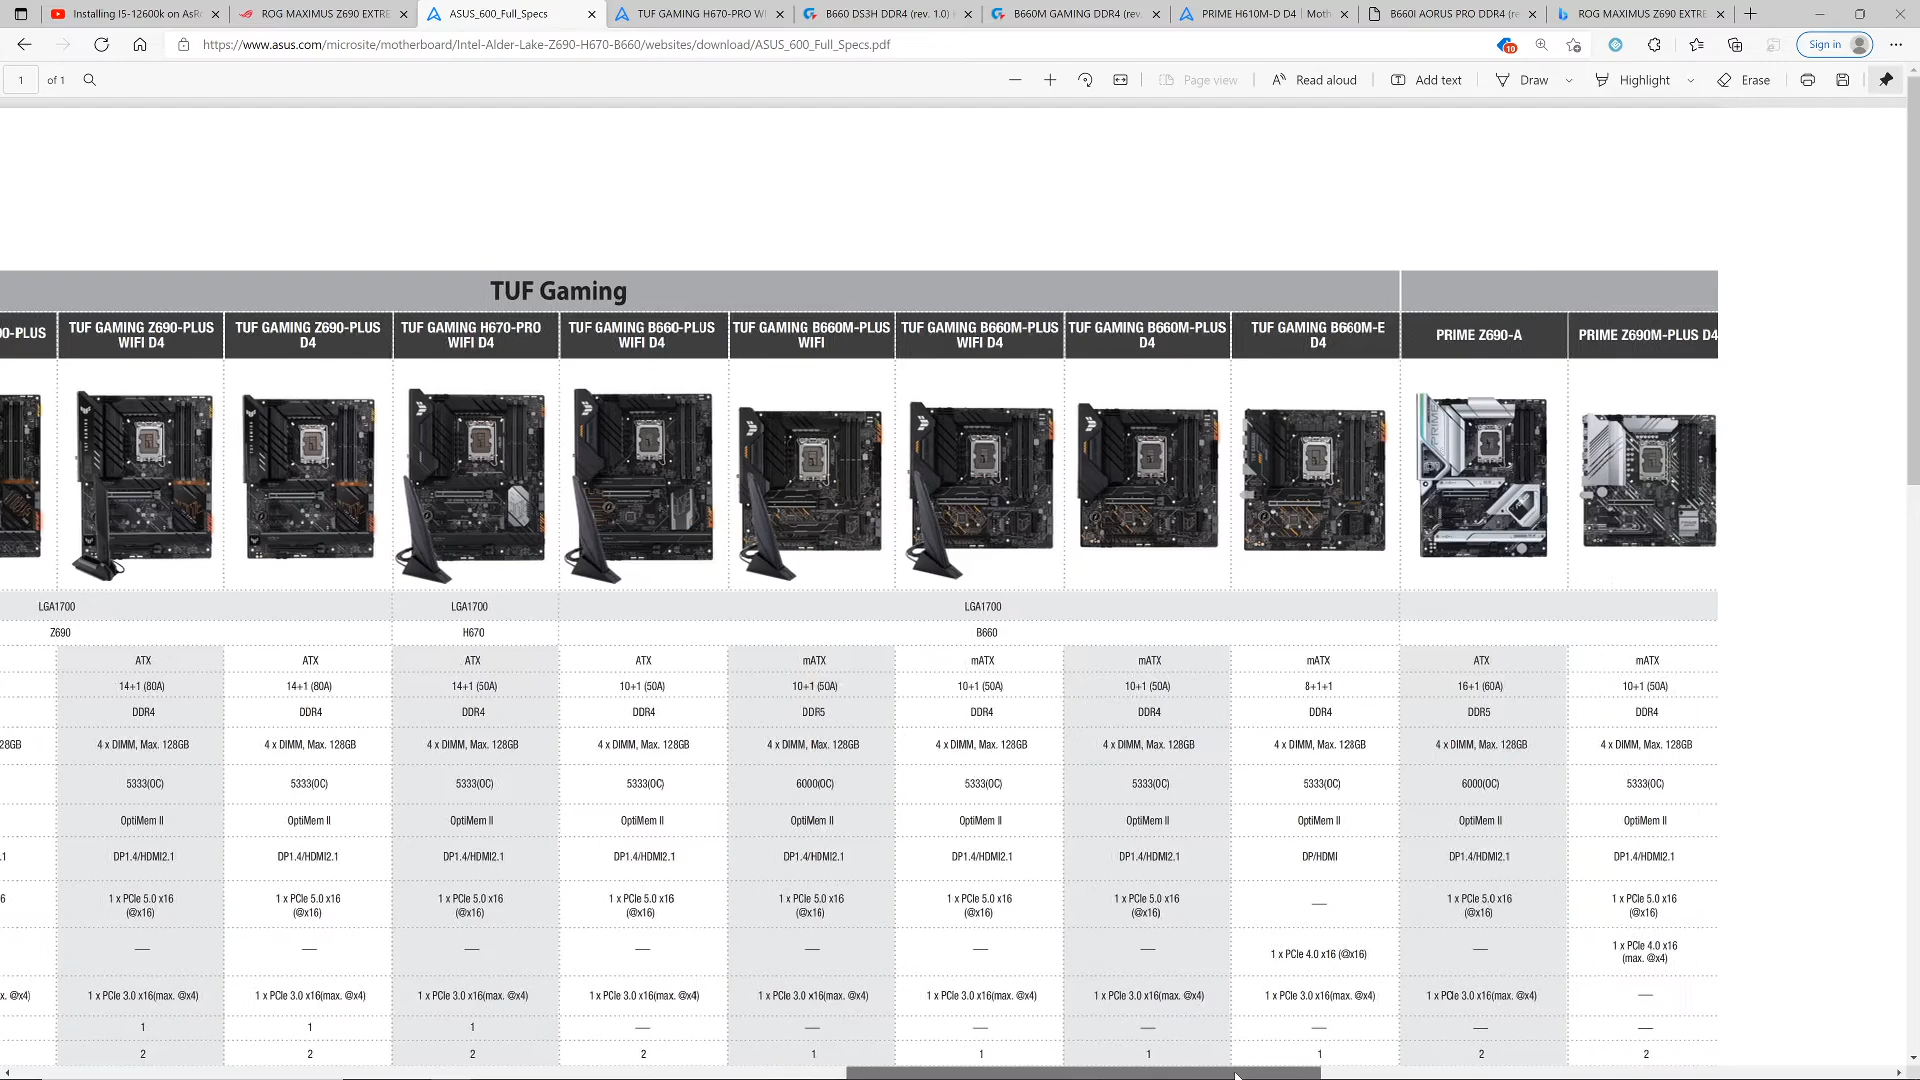 Installing I5-12600k on AsR
ROG MAXIMUS Z690 EXTRE
ASUS_600_Full_Specs
TUF GAMING H670-PRO WI
B660 DS3H DDR4 (rev. 1.0)
B660M GAMING DDR4 (rev.
PRIME H610M-D D4 | Moth
B660I AORUS PRO DDR4 (re
ROG MAXIMUS Z690 EXTRE
https://www.asus.com/microsite/motherboard/Intel-Alder-Lake-Z690-H670-B660/websites/download/ASUS_600_Full_Specs.pdf
10
Sign in
1 of 1
Page view
Read aloud
Add text
Draw
Highlight
Erase
TUF Gaming
0-PLUS
TUF GAMING Z690-PLUS WIFI D4
TUF GAMING Z690-PLUS D4
TUF GAMING H670-PRO WIFI D4
TUF GAMING B660-PLUS WIFI D4
TUF GAMING B660M-PLUS WIFI
TUF GAMING B660M-PLUS WIFI D4
TUF GAMING B660M-PLUS D4
TUF GAMING B660M-E D4
PRIME Z690-A
PRIME Z690M-PLUS D4
LGA1700 LGA1700 LGA1700
Z690 H670 B660
ATX ATX ATX ATX mATX mATX mATX mATX ATX mATX
14+1 (80A) 14+1 (80A) 14+1 (50A) 10+1 (50A) 10+1 (50A) 10+1 (50A) 10+1 (50A) 8+1+1 16+1 (60A) 10+1 (50A)
DDR4 DDR4 DDR4 DDR4 DDR5 DDR4 DDR4 DDR4 DDR5 DDR4
28GB 4 x DIMM, Max. 128GB 4 x DIMM, Max. 128GB 4 x DIMM, Max. 128GB 4 x DIMM, Max. 128GB 4 x DIMM, Max. 128GB 4 x DIMM, Max. 128GB 4 x DIMM, Max. 128GB 4 x DIMM, Max. 128GB 4 x DIMM, Max. 128GB 4 x DIMM, Max. 128GB
5333(OC) 5333(OC) 5333(OC) 5333(OC) 6000(OC) 5333(OC) 5333(OC) 5333(OC) 6000(OC) 5333(OC)
OptiMem II OptiMem II OptiMem II OptiMem II OptiMem II OptiMem II OptiMem II OptiMem II OptiMem II OptiMem II
.1 DP1.4/HDMI2.1 DP1.4/HDMI2.1 DP1.4/HDMI2.1 DP1.4/HDMI2.1 DP1.4/HDMI2.1 DP1.4/HDMI2.1 DP1.4/HDMI2.1 DP/HDMI DP1.4/HDMI2.1 DP1.4/HDMI2.1
6 1 x PCIe 5.0 x16 1 x PCIe 5.0 x16 1 x PCIe 5.0 x16 1 x PCIe 5.0 x16 1 x PCIe 5.0 x16 1 x PCIe 5.0 x16 1 x PCIe 5.0 x16 — 1 x PCIe 5.0 x16 1 x PCIe 5.0 x16
(@x16) (@x16) (@x16) (@x16) (@x16) (@x16) (@x16) (@x16) (@x16)
— — — — — — — 1 x PCIe 4.0 x16 (@x16) — 1 x PCIe 4.0 x16
(max. @x4)
x. @x4) 1 x PCIe 3.0 x16(max. @x4) 1 x PCIe 3.0 x16(max. @x4) 1 x PCIe 3.0 x16(max. @x4) 1 x PCIe 3.0 x16(max. @x4) 1 x PCIe 3.0 x16(max. @x4) 1 x PCIe 3.0 x16(max. @x4) 1 x PCIe 3.0 x16(max. @x4) 1 x PCIe 3.0 x16(max. @x4) 1 x PCIe 3.0 x16(max. @x4) —
1 1 1 — — — — — — —
2 2 2 2 1 1 1 1 2 2